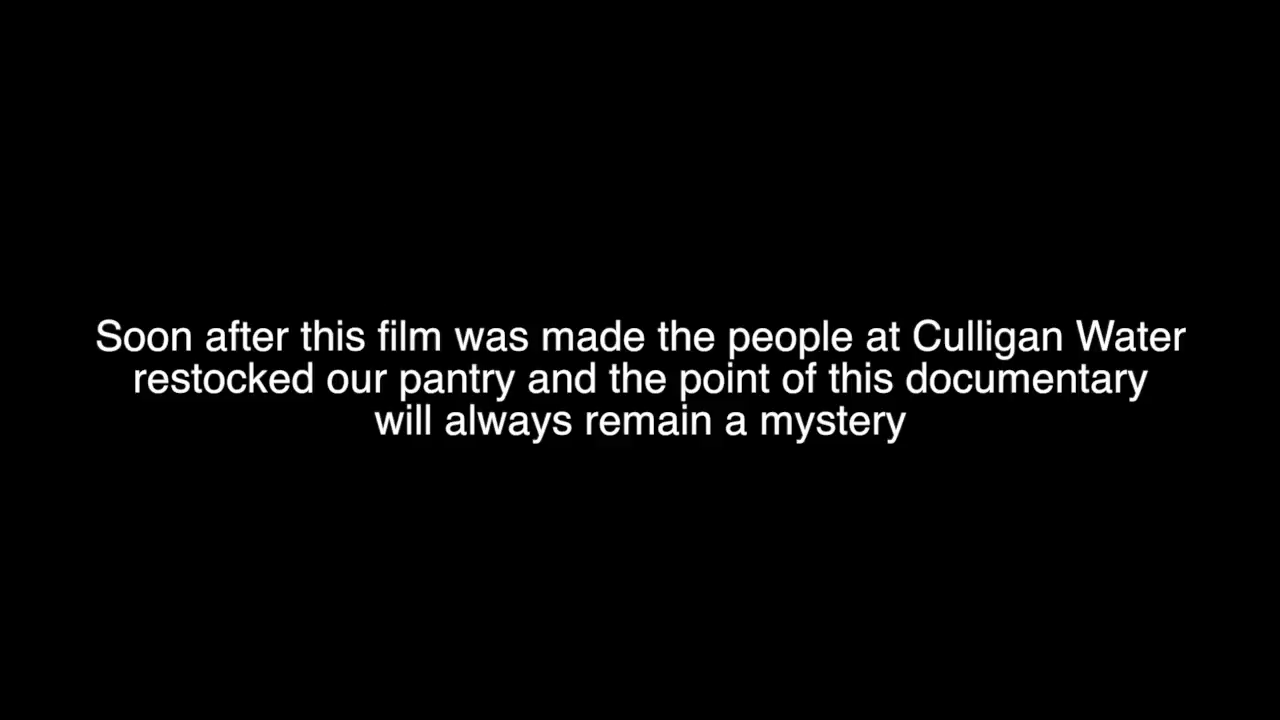 Soon after this film was made the people at Culligan Water
restocked our pantry and the point of this documentary
will always remain a mystery